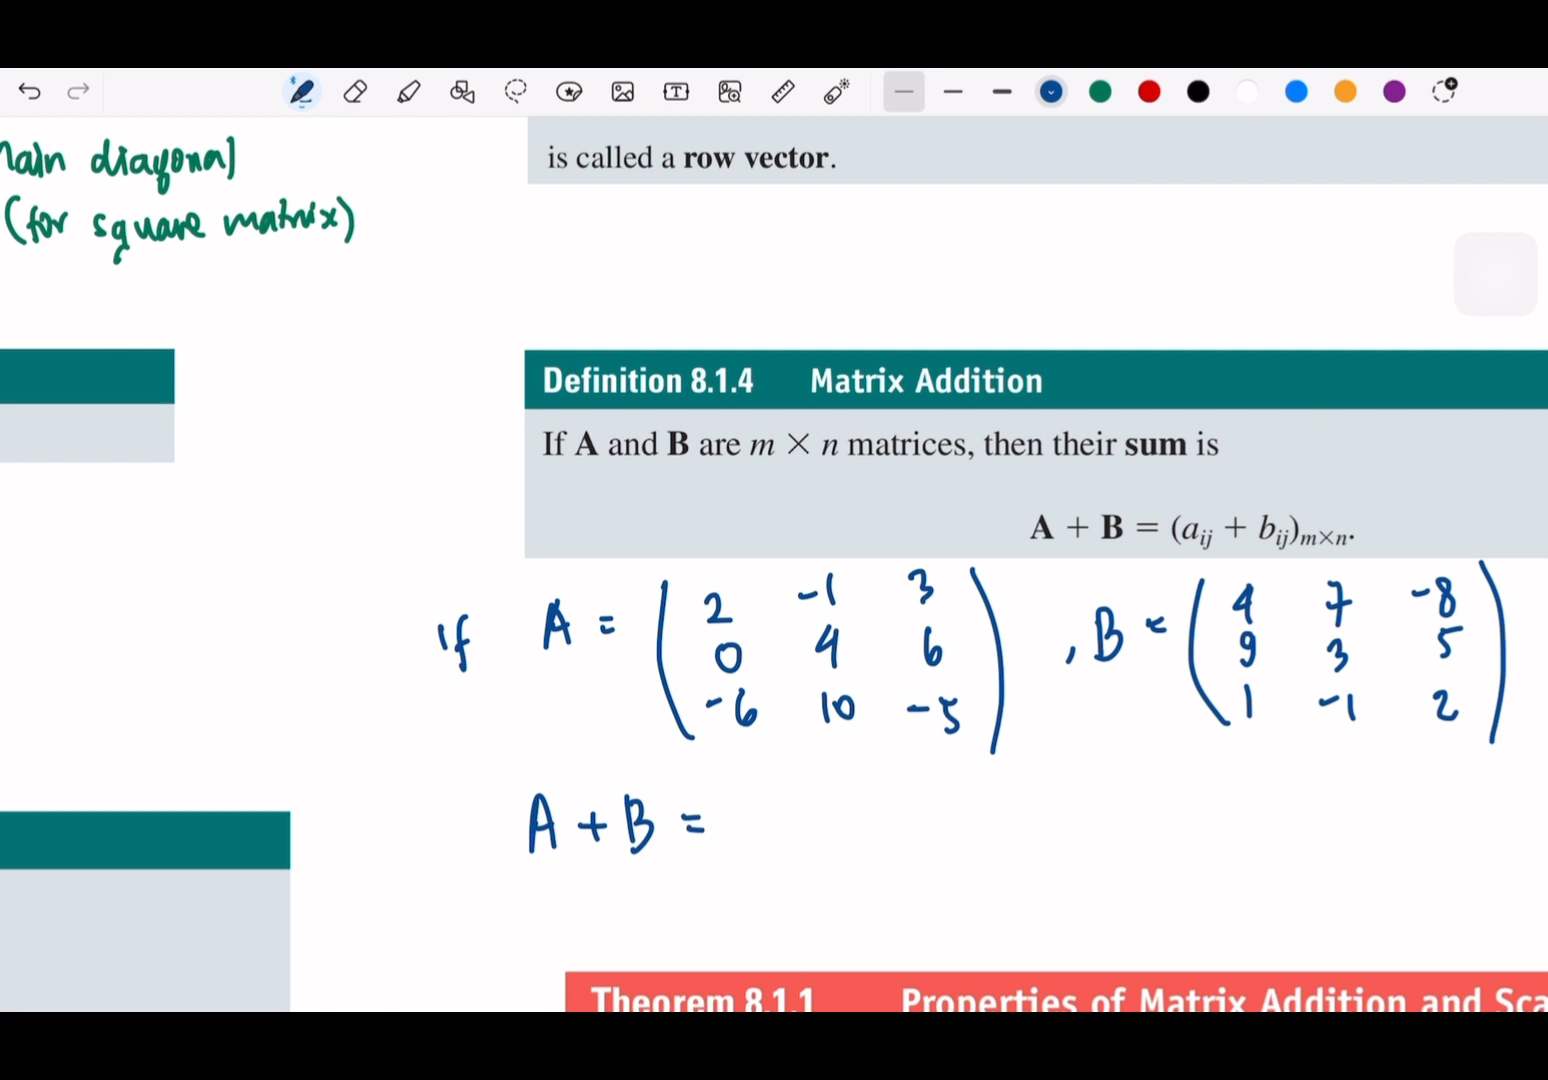 Main diagonal
(for square matrix)
is called a row vector.
Definition 8.1.4 Matrix Addition
If A and B are m × n matrices, then their sum is
A + B = (aij + bij)m×n.
If A = ( 2 -1 3 ) , B = ( 4 7 -8 )
0 4 6 9 3 5
-6 10 -5 1 -1 2
A + B =
Theorem 8.1.1 Properties of Matrix Addition and Sca